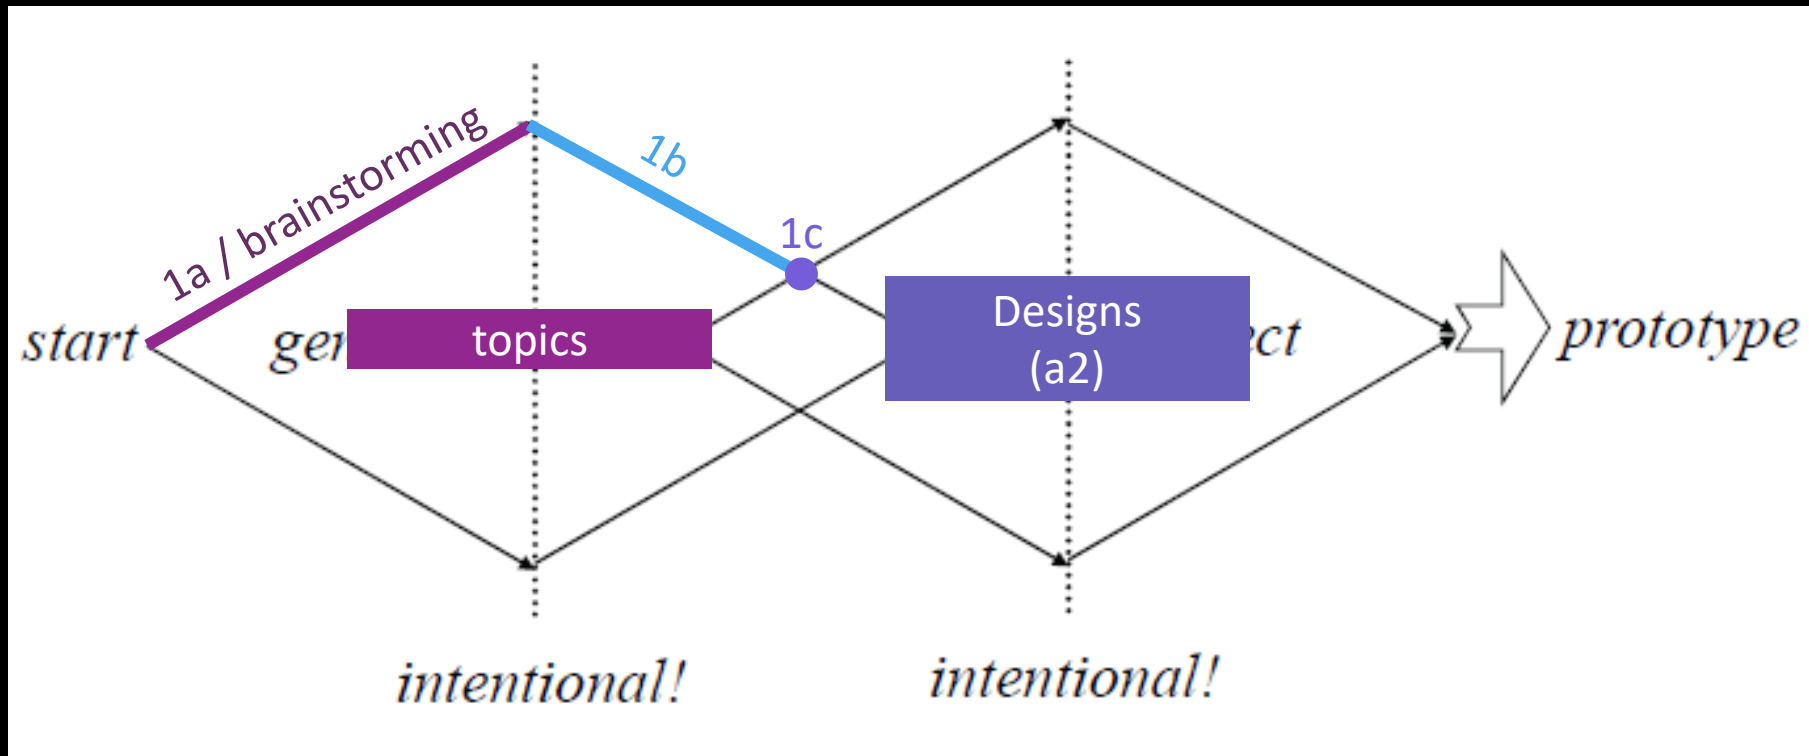 1a / brainstorming
1b
1c
start
topics
Designs
(a2)
prototype
intentional!
intentional!